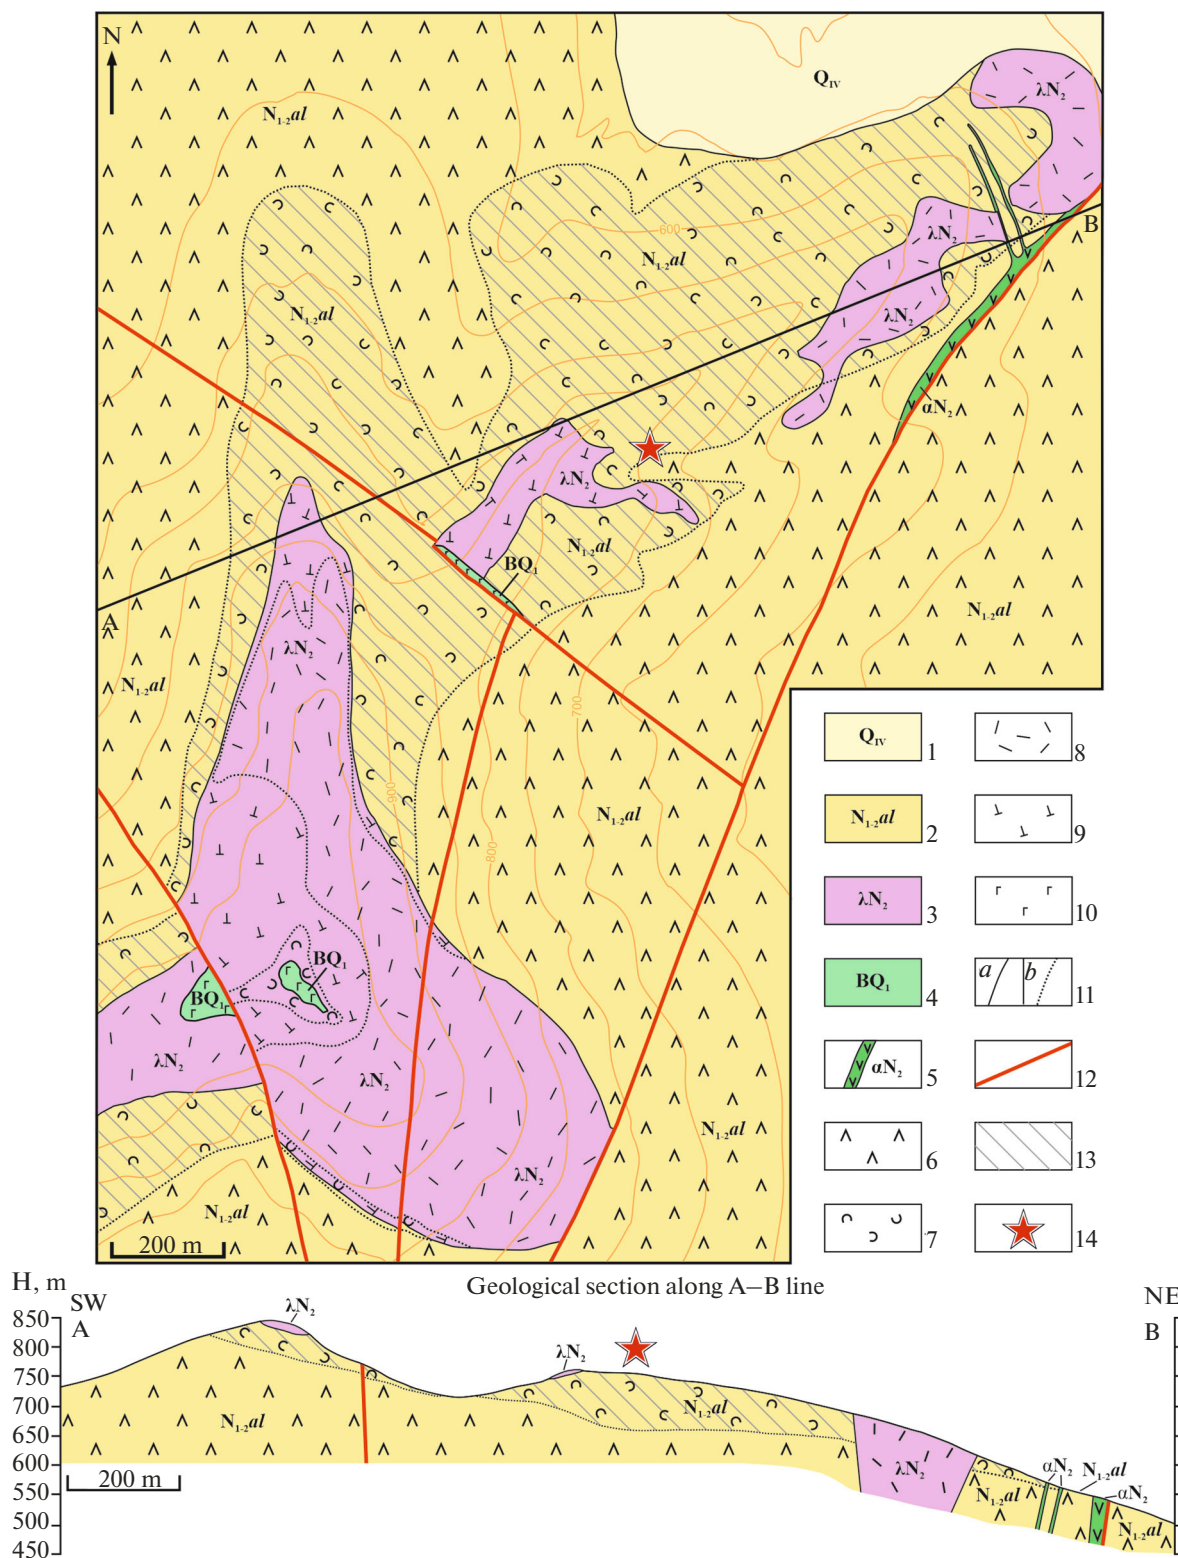 N
Q_IV
λN₂
N₁₋₂al
B
600
N₁₋₂al
λN₂
N₁₋₂al
λN₂
αN₂
λN₂
N₁₋₂al
BQ₁
N₁₋₂al
A
λN₂
N₁₋₂al
700
900
N₁₋₂al
800
BQ₁
BQ₁
λN₂
λN₂
N₁₋₂al
λN₂
N₁₋₂al
200 m
Q_IV 1
N₁₋₂al 2
λN₂ 3
BQ₁ 4
αN₂ 5
6
7
8
9
10
a b 11
12
13
14
Geological section along A–B line
H, m
SW
A
NE
B
850
800
750
700
650
600
550
500
450
λN₂
λN₂
N₁₋₂al
N₁₋₂al
λN₂
αN₂
N₁₋₂al
αN₂
N₁₋₂al
N₁₋₂al
200 m